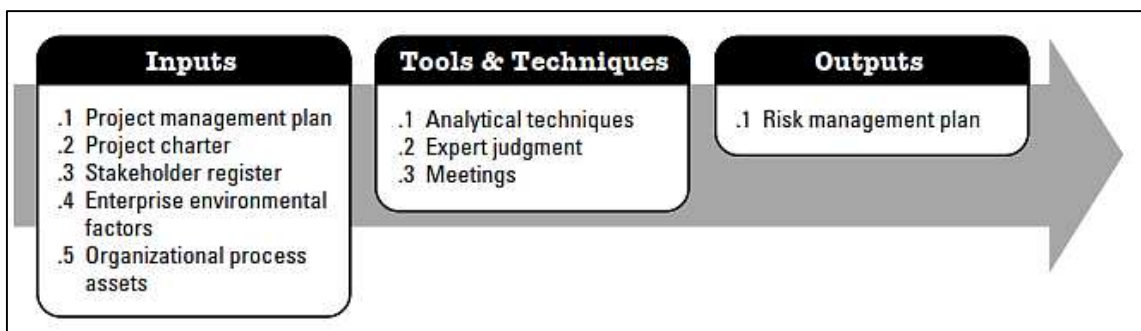 Inputs
.1 Project management plan
.2 Project charter
.3 Stakeholder register
.4 Enterprise environmental
factors
.5 Organizational process
assets
Tools & Techniques
.1 Analytical techniques
.2 Expert judgment
.3 Meetings
Outputs
.1 Risk management plan